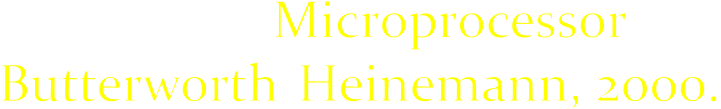 Microprocessor
Butterworth Heinemann, 2000.